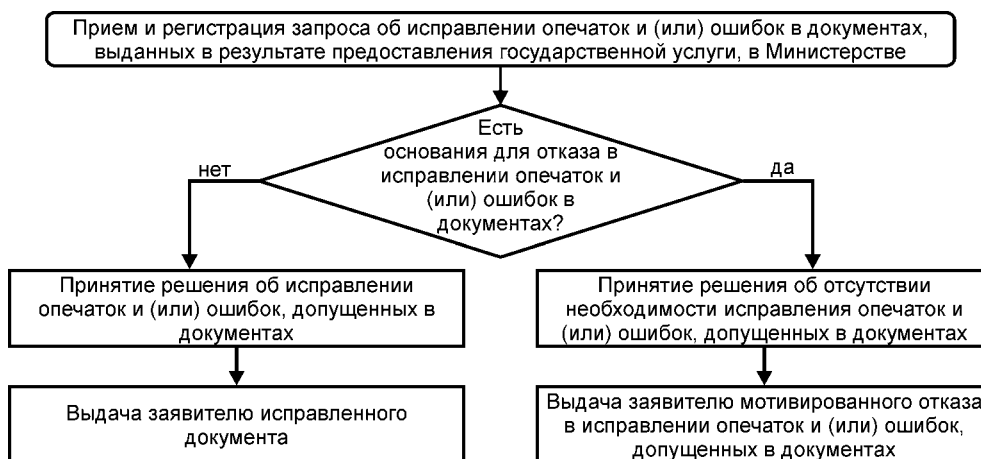 Прием и регистрация запроса об исправлении опечаток и (или) ошибок в документах,
выданных в результате предоставления государственной услуги, в Министерстве
Есть
основания для отказа в
исправлении опечаток и
(или) ошибок в
документах?
нет
да
Принятие решения об исправлении
опечаток и (или) ошибок, допущенных в
документах
Принятие решения об отсутствии
необходимости исправления опечаток и
(или) ошибок, допущенных в документах
Выдача заявителю исправленного
документа
Выдача заявителю мотивированного отказа
в исправлении опечаток и (или) ошибок,
допущенных в документах